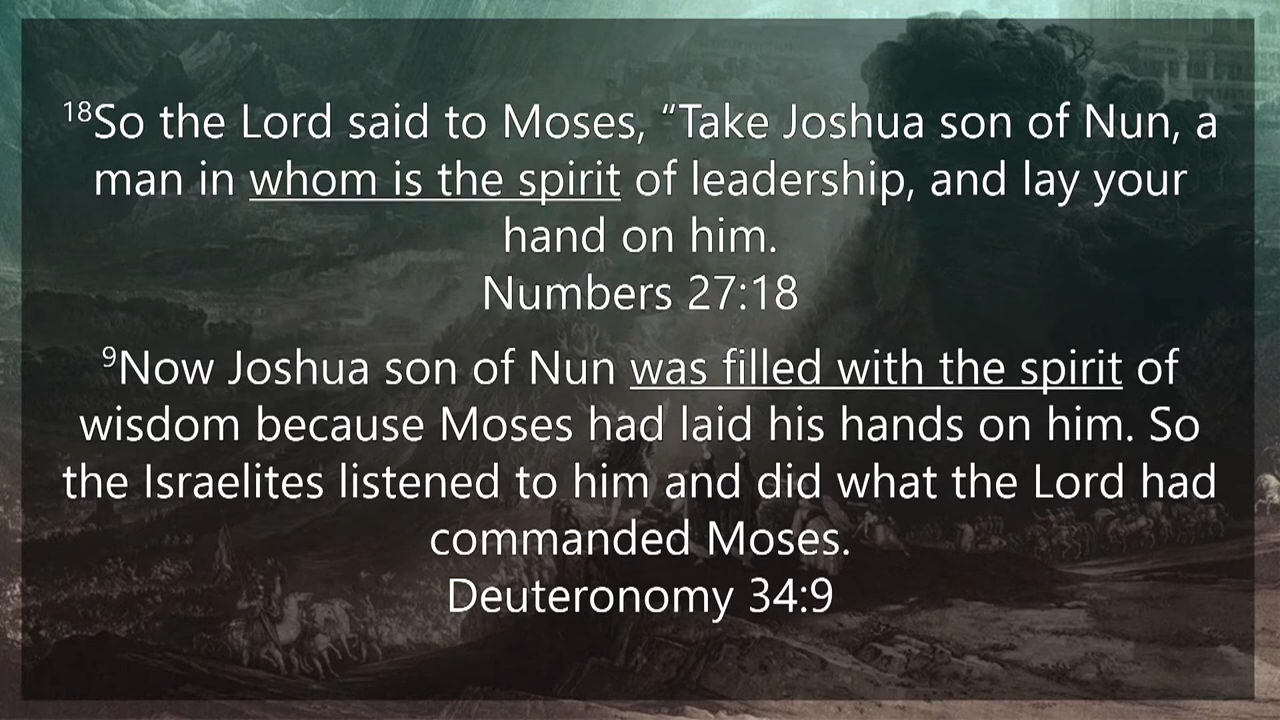 18So the Lord said to Moses, “Take Joshua son of Nun, a
man in whom is the spirit of leadership, and lay your
hand on him.
Numbers 27:18
9Now Joshua son of Nun was filled with the spirit of
wisdom because Moses had laid his hands on him. So
the Israelites listened to him and did what the Lord had
commanded Moses.
Deuteronomy 34:9